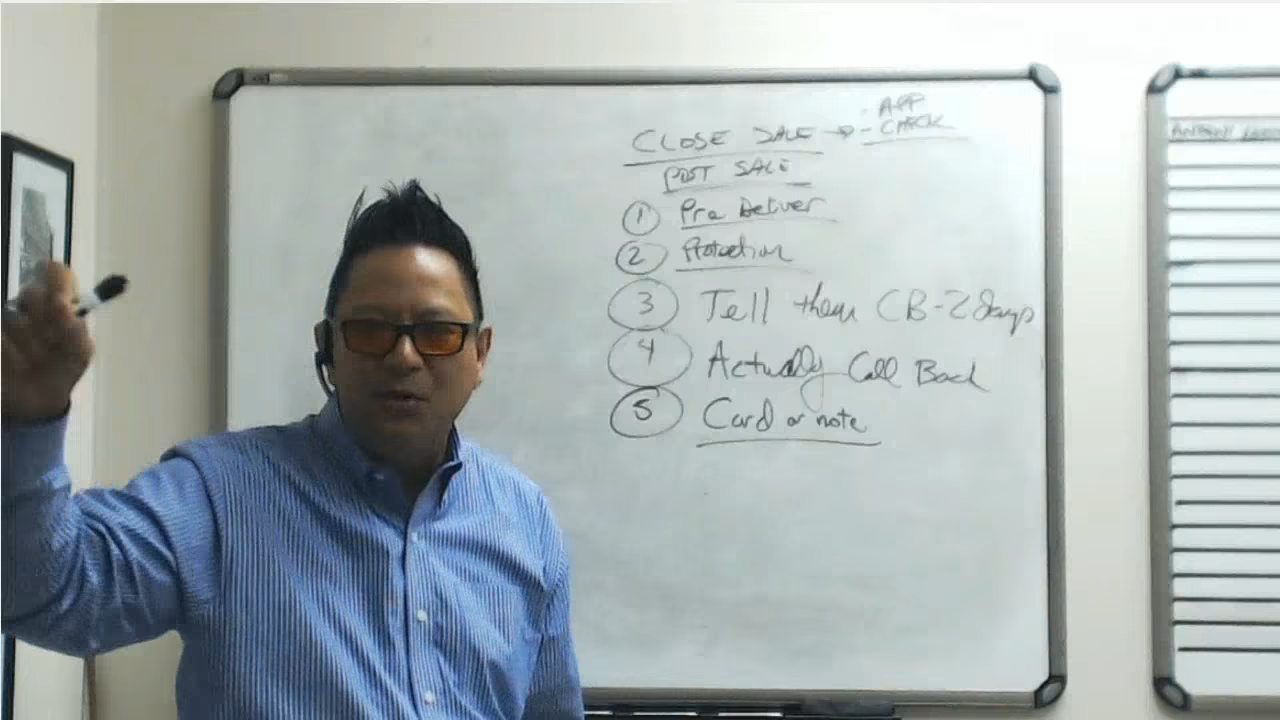 - APP
CLOSE SALE → - CHECK
POST SALE
1 Pre Deliver
2 Protection
3 Tell them CB-2 days
4 Actually Call Back
5 Card or note